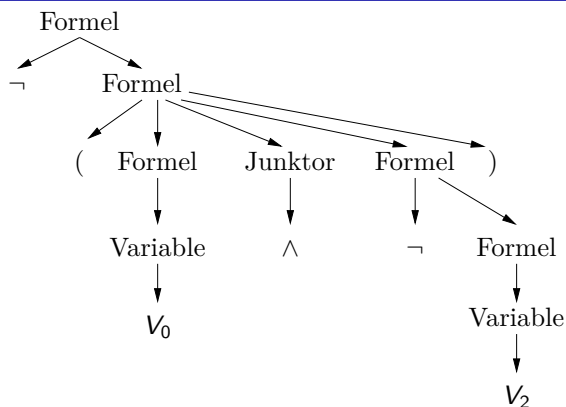 Formel
¬ Formel
( Formel Junktor Formel )
Variable ∧ ¬ Formel
V₀ Variable
V₂